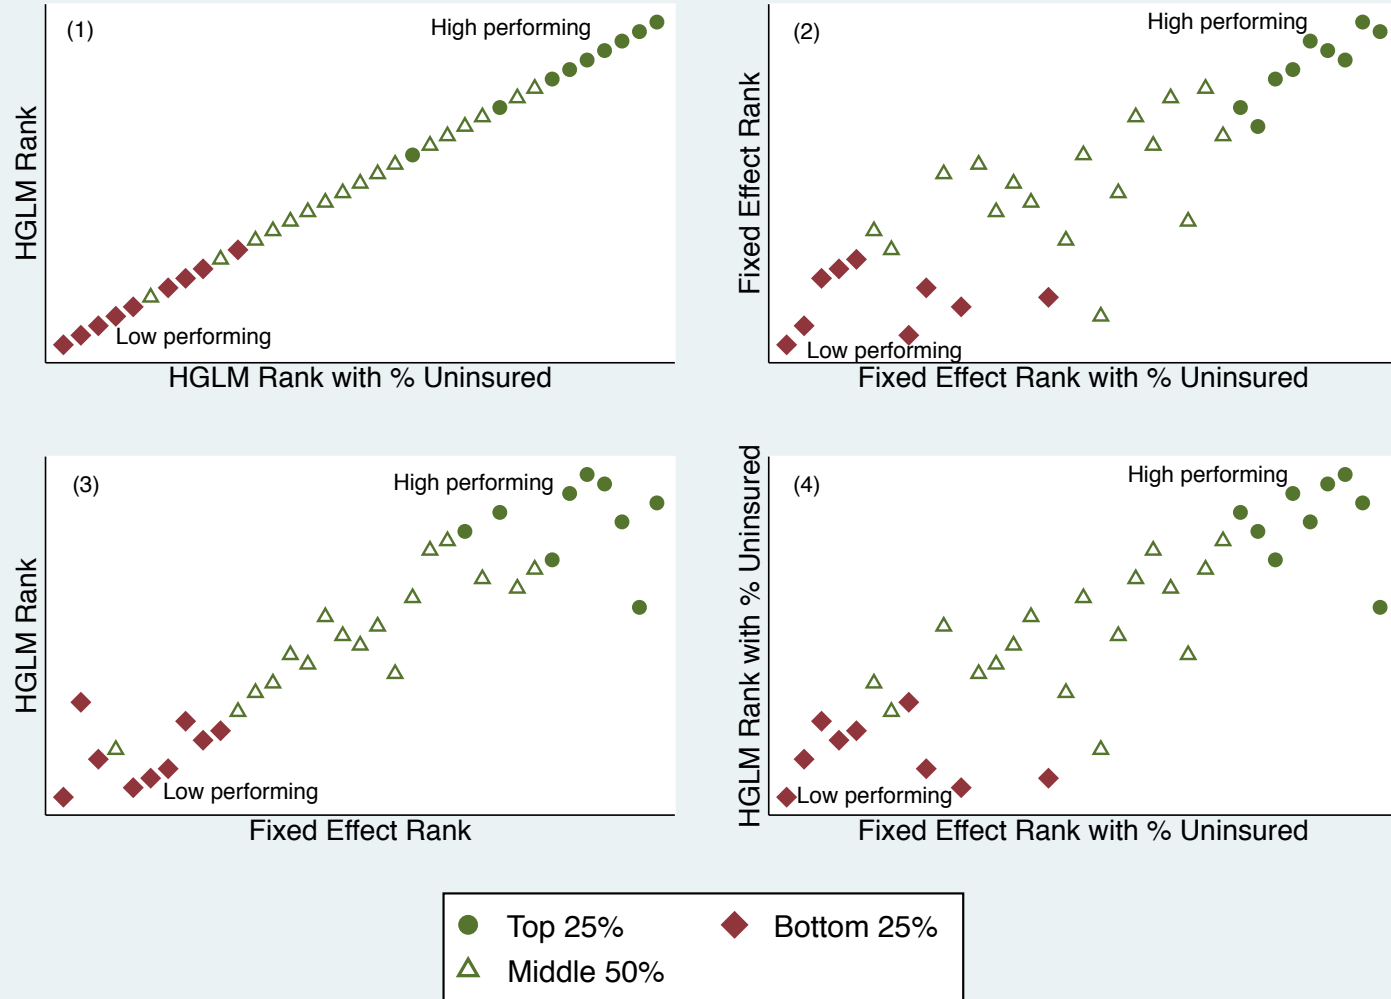 (1)
High performing
HGLM Rank
Low performing
HGLM Rank with % Uninsured
(2)
High performing
Fixed Effect Rank
Low performing
Fixed Effect Rank with % Uninsured
(3)
High performing
HGLM Rank
Low performing
Fixed Effect Rank
(4)
High performing
HGLM Rank with % Uninsured
Low performing
Fixed Effect Rank with % Uninsured
Top 25%
Bottom 25%
Middle 50%